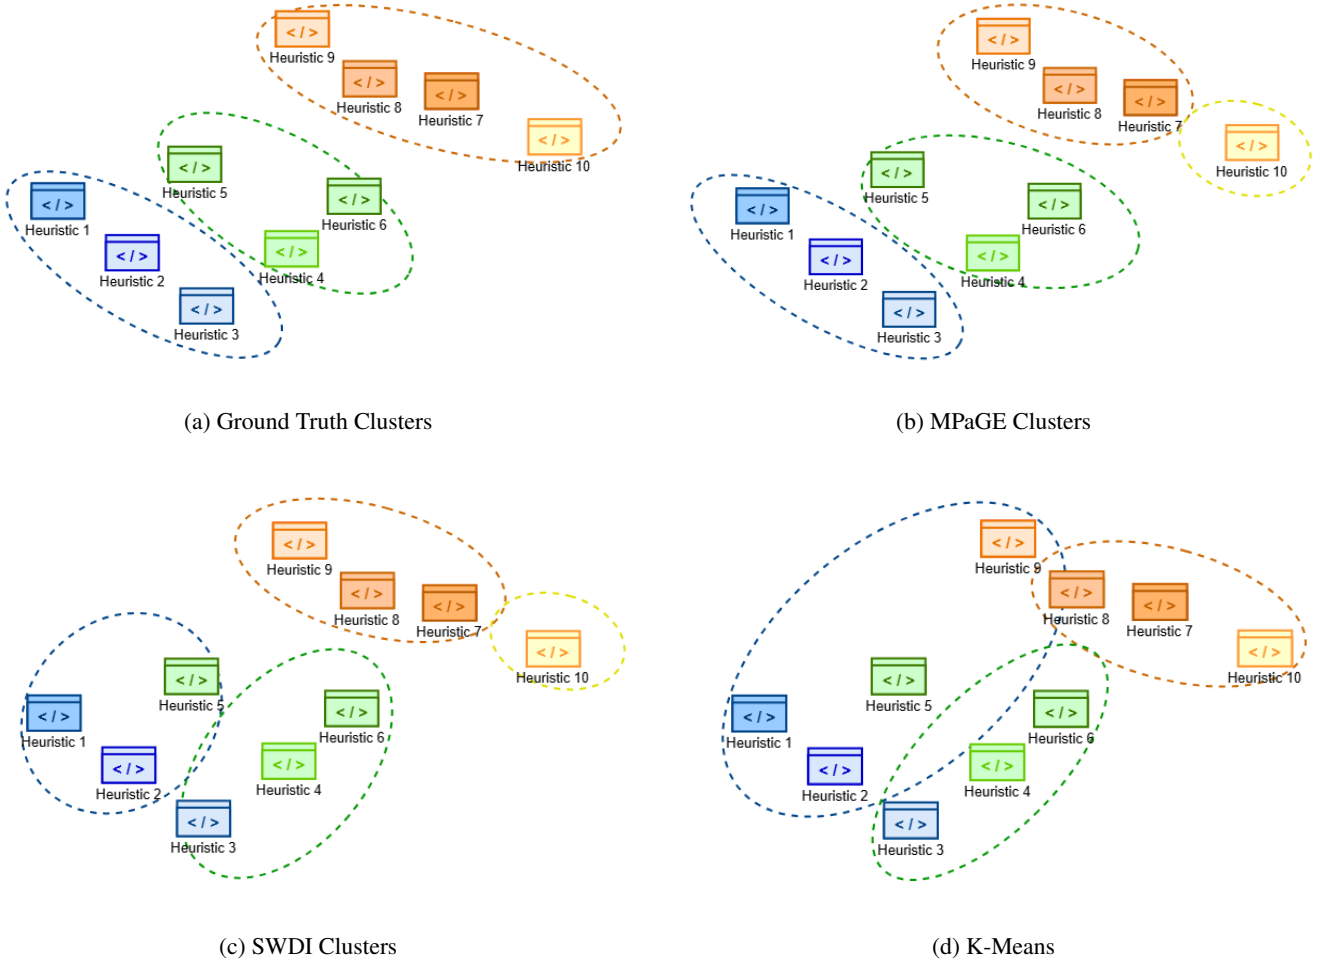 </>
Heuristic 9
</>
Heuristic 8
</>
Heuristic 7
</>
Heuristic 10
</>
Heuristic 5
</>
Heuristic 6
</>
Heuristic 1
</>
Heuristic 2
</>
Heuristic 4
</>
Heuristic 3
(a) Ground Truth Clusters
</>
Heuristic 9
</>
Heuristic 8
</>
Heuristic 7
</>
Heuristic 10
</>
Heuristic 5
</>
Heuristic 6
</>
Heuristic 1
</>
Heuristic 2
</>
Heuristic 4
</>
Heuristic 3
(b) MPaGE Clusters
</>
Heuristic 9
</>
Heuristic 8
</>
Heuristic 7
</>
Heuristic 10
</>
Heuristic 5
</>
Heuristic 6
</>
Heuristic 1
</>
Heuristic 2
</>
Heuristic 4
</>
Heuristic 3
(c) SWDI Clusters
</>
Heuristic 9
</>
Heuristic 8
</>
Heuristic 7
</>
Heuristic 10
</>
Heuristic 5
</>
Heuristic 6
</>
Heuristic 1
</>
Heuristic 2
</>
Heuristic 4
</>
Heuristic 3
(d) K-Means